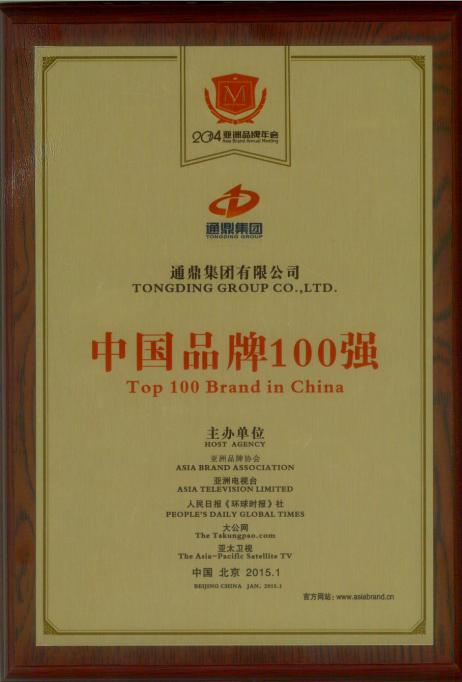 M
2014亚洲品牌年会
Asia Brand Annual Meeting
通鼎集团
TONGDING GROUP
通鼎集团有限公司
TONGDING GROUP CO.,LTD.
中国品牌100强
Top 100 Brand in China
主办单位
HOST AGENCY
亚洲品牌协会
ASIA BRAND ASSOCIATION
亚洲电视台
ASIA TELEVISION LIMITED
人民日报《环球时报》社
PEOPLE'S DAILY GLOBAL TIMES
大公网
The Takungpao.com
亚太卫视
The Asia-Pacific Satellite TV
中国 北京 2015.1
BEIJING CHINA JAN, 2015.1
官方网站：www.asiabrand.cn